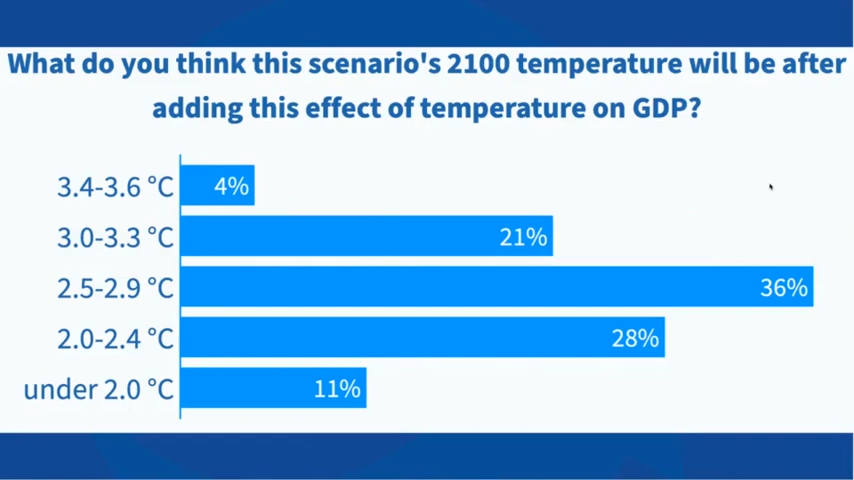 What do you think this scenario's 2100 temperature will be after
adding this effect of temperature on GDP?
3.4-3.6 °C 4%
3.0-3.3 °C 21%
2.5-2.9 °C 36%
2.0-2.4 °C 28%
under 2.0 °C 11%